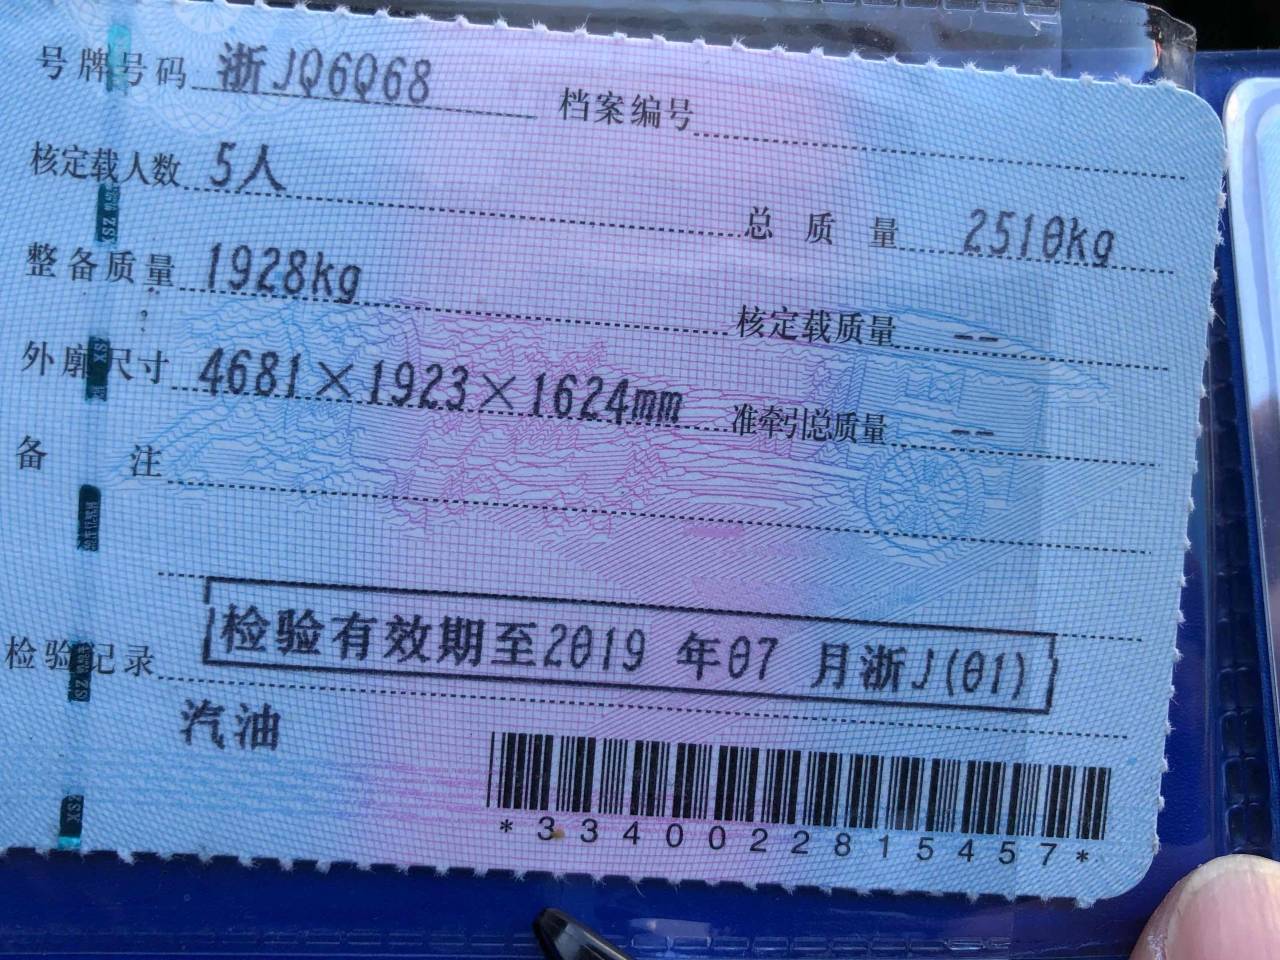 号牌号码 浙JQ6Q68 档案编号
核定载人数 5人 总质量 2510kg
整备质量 1928kg 核定载质量 --
外廓尺寸 4681×1923×1624mm 准牵引总质量 --
备注
检验记录 检验有效期至2019年07月浙J(01)
汽油
*3340022815457*